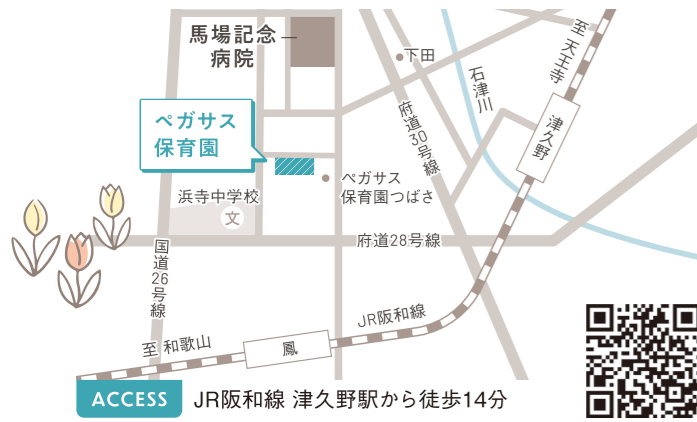 馬場記念
病院
下田
至 天王寺
石津川
津久野
府道30号線
ペガサス
保育園
ペガサス
保育園つばさ
浜寺中学校
文
府道28号線
国道26号線
JR阪和線
至 和歌山
鳳
ACCESS
JR阪和線 津久野駅から徒歩14分